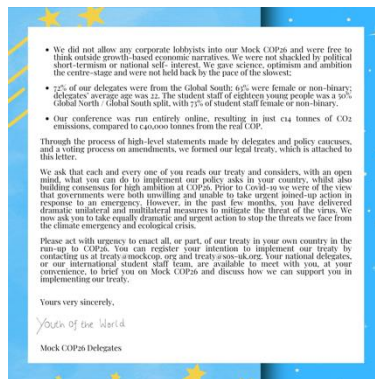 • We did not allow any corporate lobbyists into our Mock COP26 and were free to
think outside growth-based economic narratives. We were not shackled by political
short-termism or national self- interest. We gave science, optimism and ambition
the centre-stage and were not held back by the pace of the slowest;
• 72% of our delegates were from the Global South; 63% were female or non-binary;
delegates' average age was 22. The student staff of eighteen young people was a 50%
Global North / Global South split, with 73% of student staff female or non-binary.
• Our conference was run entirely online, resulting in just c14 tonnes of CO2
emissions, compared to c40,000 tonnes from the real COP.
Through the process of high-level statements made by delegates and policy caucuses,
and a voting process on amendments, we formed our legal treaty, which is attached to
this letter.
We ask that each and every one of you reads our treaty and considers, with an open
mind, what you can do to implement our policy asks in your country, whilst also
building consensus for high ambition at COP26. Prior to Covid-19 we were of the view
that governments were both unwilling and unable to take urgent joined-up action in
response to an emergency. However, in the past few months, you have delivered
dramatic unilateral and multilateral measures to mitigate the threat of the virus. We
now ask you to take equally dramatic and urgent action to stop the threats we face from
the climate emergency and ecological crisis.
Please act with urgency to enact all, or part, of our treaty in your own country in the
run-up to COP26. You can register your intention to implement our treaty by
contacting us at treaty@mockcop. org and treaty@sos-uk.org. Your national delegates,
or our international student staff team, are available to meet with you, at your
convenience, to brief you on Mock COP26 and discuss how we can support you in
implementing our treaty.
Yours very sincerely,
Youth of the World
Mock COP26 Delegates